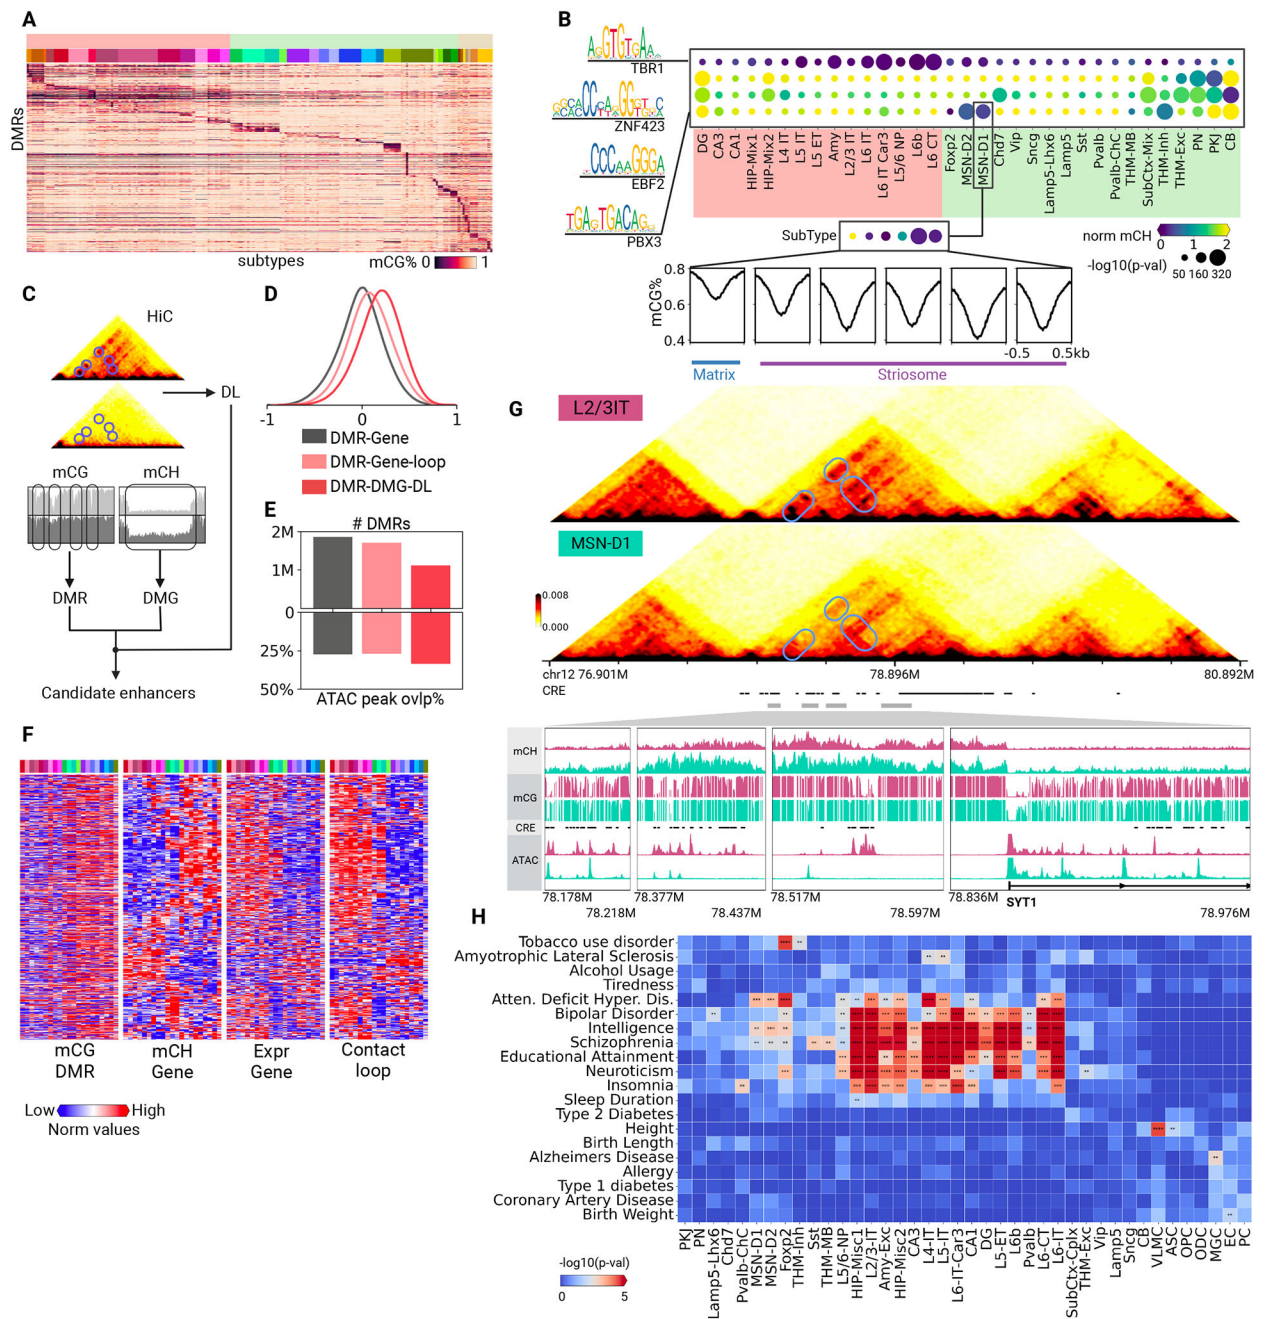 A
DMRs
subtypes
mCG% 0 1
B
TBR1
ZNF423
EBF2
PBX3
DG
CA3
CA1
HIP-Mix1
HIP-Mix2
L4 IT
L5 IT
L5 ET
Amy
L2/3 IT
L6 IT
L6 IT Car3
L5/6 NP
L6b
L6 CT
Foxp2
MSN-D2
MSN-D1
Chd7
Vip
Sncg
Lamp5-Lhx6
Lamp5
Sst
Pvalb
Pvalb-ChC
THM-MB
SubCtx-Mix
THM-Inh
THM-Exc
PN
PKJ
CB
SubType
norm mCH
0 1 2
-log10(p-val)
50 160 320
mCG%
0.8
0.6
0.4
-0.5 0.5kb
Matrix
Striosome
C
HiC
DL
mCG
mCH
DMR
DMG
Candidate enhancers
D
-1 0 1
DMR-Gene
DMR-Gene-loop
DMR-DMG-DL
E
# DMRs
2M
1M
0
25%
50%
ATAC peak ovlp%
F
mCG DMR
mCH Gene
Expr Gene
Contact loop
Low High
Norm values
G
L2/3IT
MSN-D1
0.008
0.000
chr12 76.901M
78.896M
80.892M
CRE
mCH
mCG
CRE
ATAC
78.178M
78.218M
78.377M
78.437M
78.517M
78.597M
78.836M
SYT1
78.976M
H
Tobacco use disorder
Amyotrophic Lateral Sclerosis
Alcohol Usage
Tiredness
Atten. Deficit Hyper. Dis.
Bipolar Disorder
Intelligence
Schizophrenia
Educational Attainment
Neuroticism
Insomnia
Sleep Duration
Type 2 Diabetes
Height
Birth Length
Alzheimers Disease
Allergy
Type 1 diabetes
Coronary Artery Disease
Birth Weight
PKJ
PN
Lamp5-Lhx6
Chd7
Pvalb-ChC
MSN-D1
MSN-D2
Foxp2
THM-Inh
Sst
THM-MB
L5/6-NP
HIP-Misc1
L2/3-IT
Amy-Exc
HIP-Misc2
CA3
L4-IT
L5-IT
L6-IT-Car3
CA1
DG
L5-ET
L6b
Pvalb
L6-CT
L6-IT
SubCtx-Cplx
THM-Exc
Vip
Lamp5
Sncg
CB
VLMC
ASC
OPC
ODC
MGC
EC
PC
-log10(p-val)
0 5